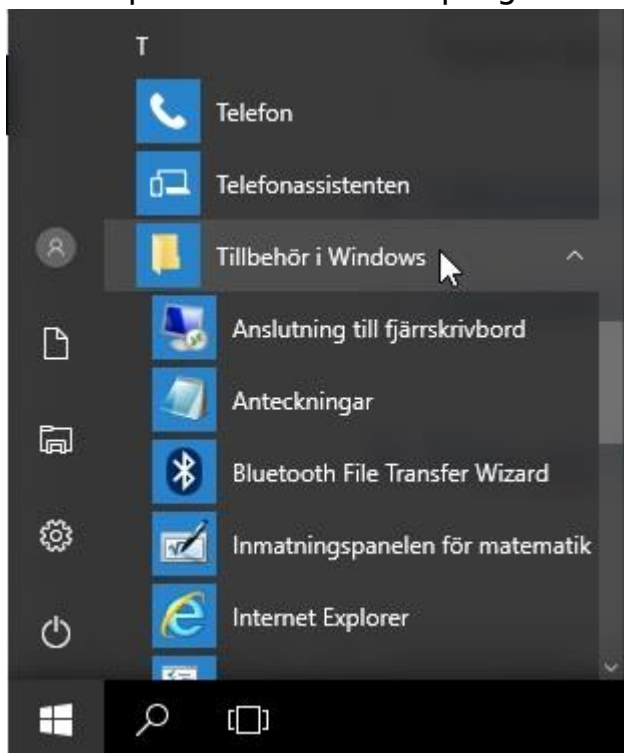 T
Telefon
Telefonassistenten
Tillbehör i Windows
Anslutning till fjärrskrivbord
Anteckningar
Bluetooth File Transfer Wizard
Inmatningspanelen för matematik
Internet Explorer